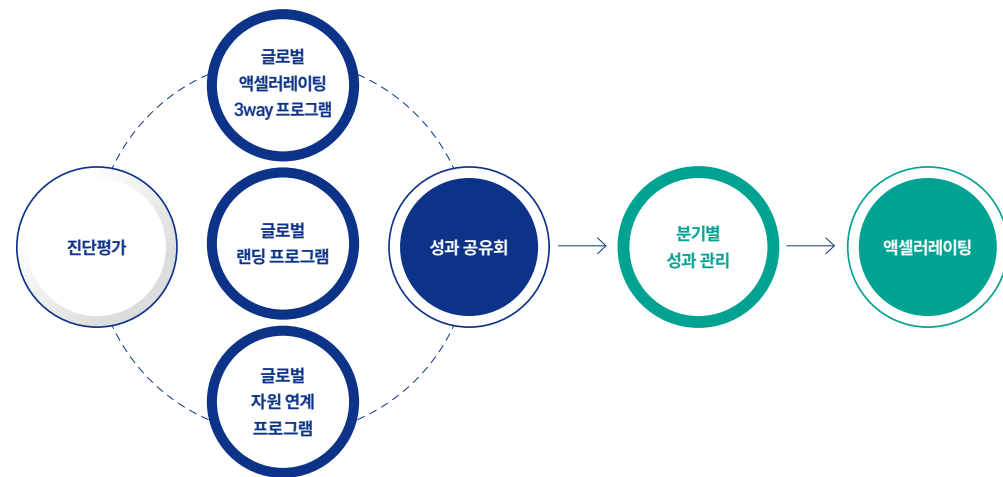 글로벌
액셀러레이팅
3way 프로그램
진단평가
글로벌
랜딩 프로그램
성과 공유회
분기별
성과 관리
액셀러레이팅
글로벌
자원 연계
프로그램